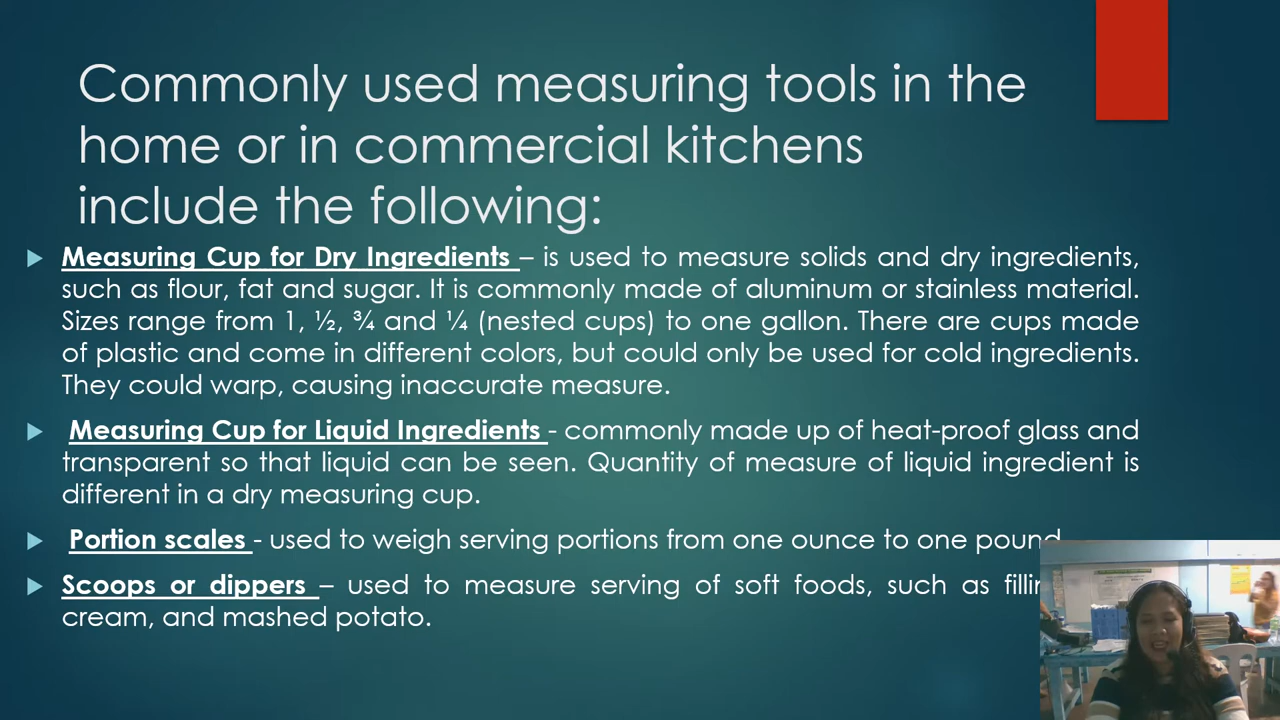 Commonly used measuring tools in the
home or in commercial kitchens
include the following:
Measuring Cup for Dry Ingredients – is used to measure solids and dry ingredients,
such as flour, fat and sugar. It is commonly made of aluminum or stainless material.
Sizes range from 1, ½, ¾ and ¼ (nested cups) to one gallon. There are cups made
of plastic and come in different colors, but could only be used for cold ingredients.
They could warp, causing inaccurate measure.
Measuring Cup for Liquid Ingredients - commonly made up of heat-proof glass and
transparent so that liquid can be seen. Quantity of measure of liquid ingredient is
different in a dry measuring cup.
Portion scales - used to weigh serving portions from one ounce to one pound
Scoops or dippers – used to measure serving of soft foods, such as
cream, and mashed potato.